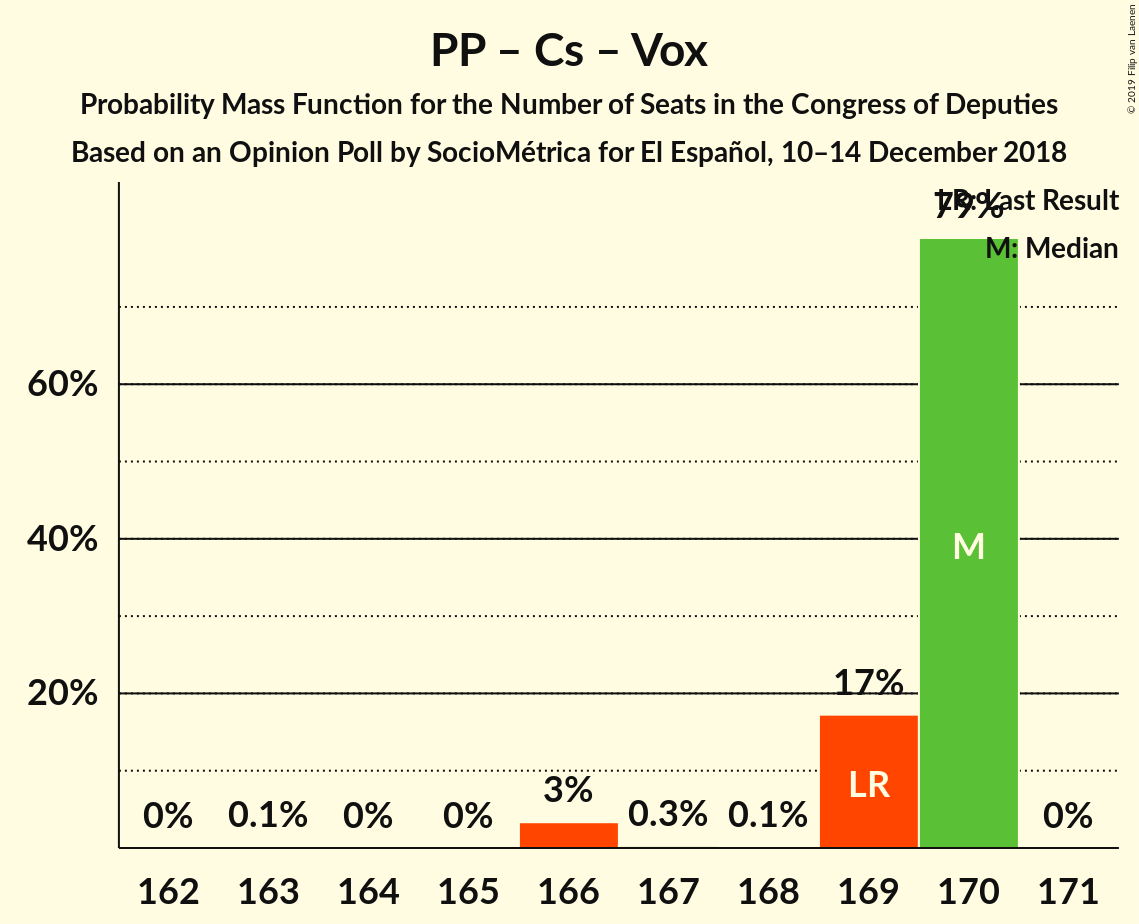 PP – Cs – Vox
Probability Mass Function for the Number of Seats in the Congress of Deputies
Based on an Opinion Poll by SocioMétrica for El Español, 10–14 December 2018
© 2019 Filip van Laenen
LR: Last Result
79%
M: Median
60%
40%
M
20%
17%
LR
3%
0%
0.1%
0%
0%
0.3%
0.1%
0%
162 163 164 165 166 167 168 169 170 171